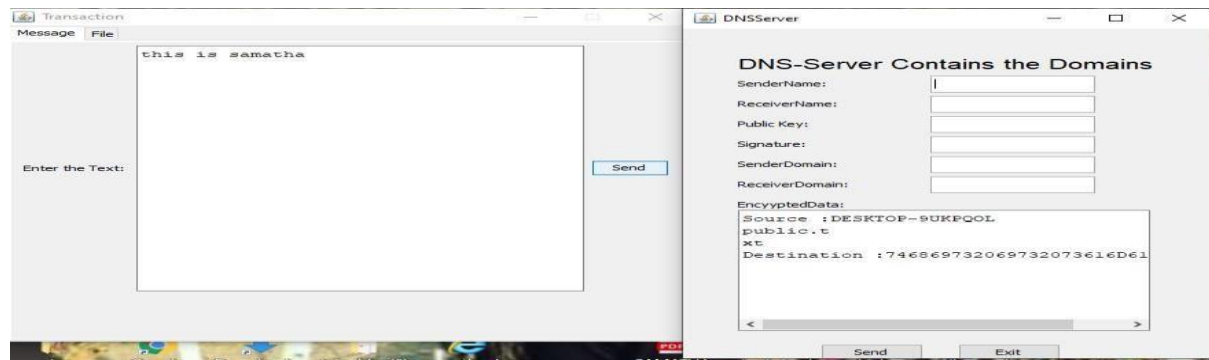 Transaction
Message File
this is samatha
Enter the Text:
Send
DNSServer
DNS-Server Contains the Domains
SenderName:
ReceiverName:
Public Key:
Signature:
SenderDomain:
ReceiverDomain:
EncyyptedData:
Source :DESKTOP-9UKPQOL
public.t
xt
Destination :746869732069732073616D61
Send Exit
PDF